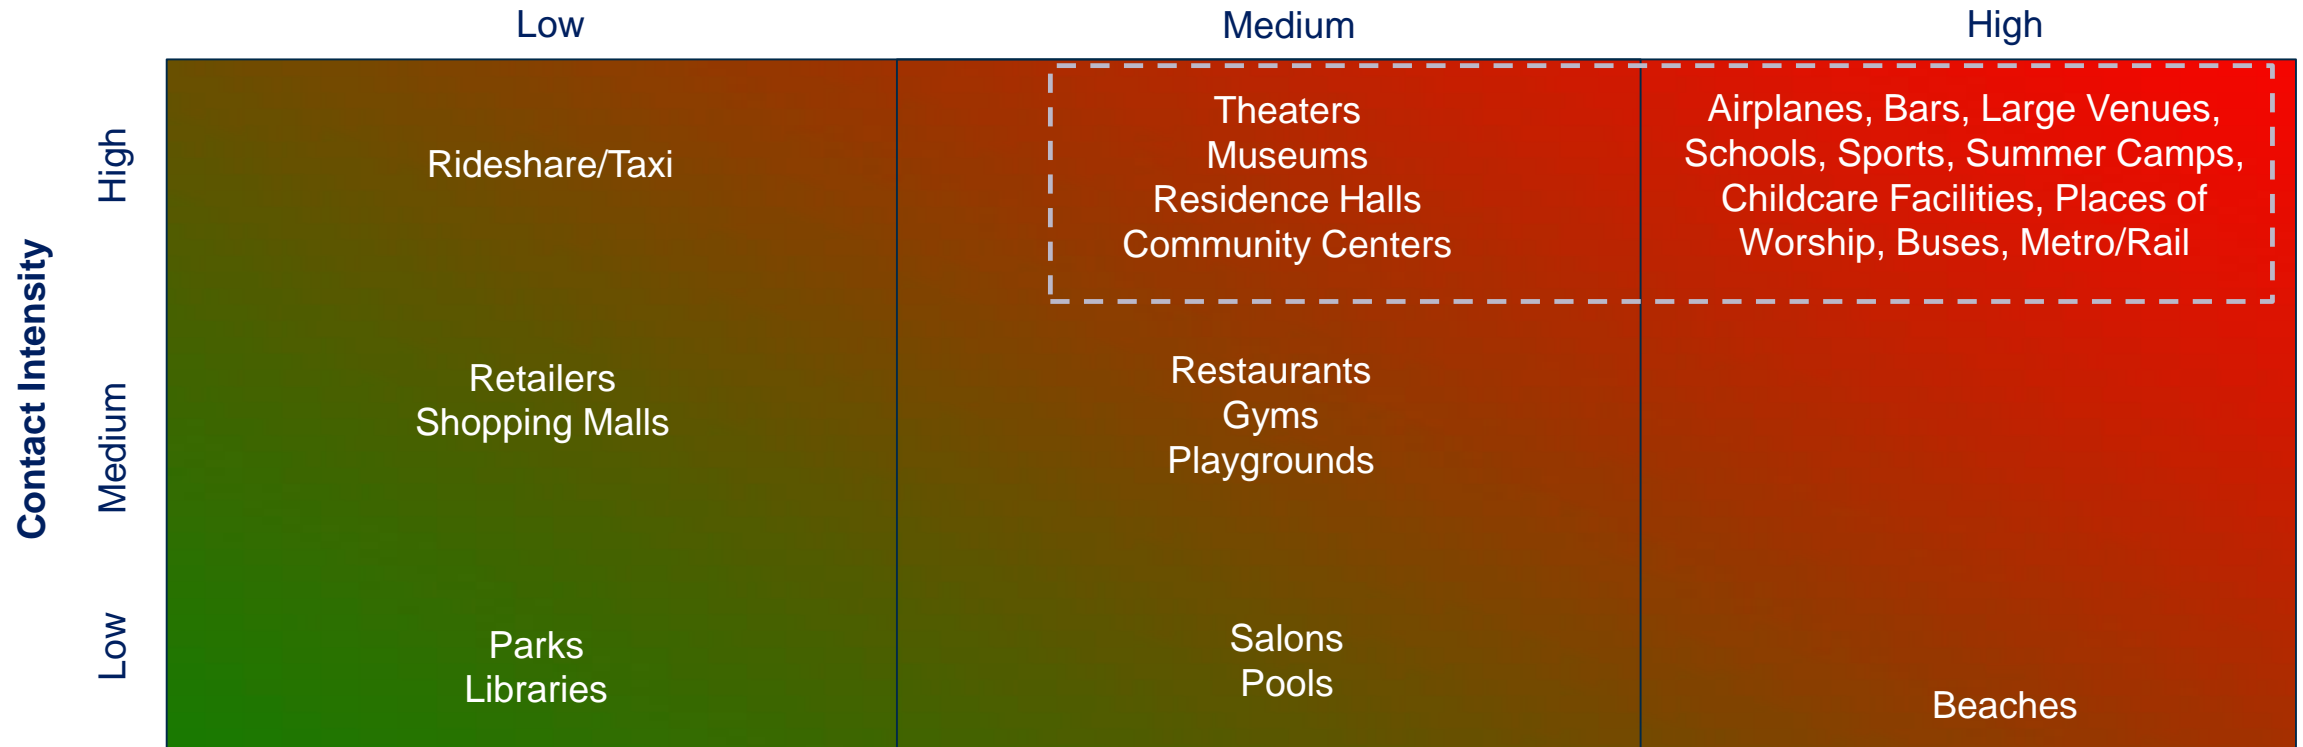 Low
Medium
High
Contact Intensity
High
Rideshare/Taxi
Theaters
Museums
Residence Halls
Community Centers
Airplanes, Bars, Large Venues,
Schools, Sports, Summer Camps,
Childcare Facilities, Places of
Worship, Buses, Metro/Rail
Medium
Retailers
Shopping Malls
Restaurants
Gyms
Playgrounds
Low
Parks
Libraries
Salons
Pools
Beaches